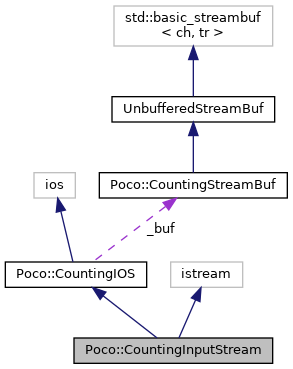 std::basic_streambuf
< ch, tr >
UnbufferedStreamBuf
ios
Poco::CountingStreamBuf
_buf
Poco::CountingIOS
istream
Poco::CountingInputStream